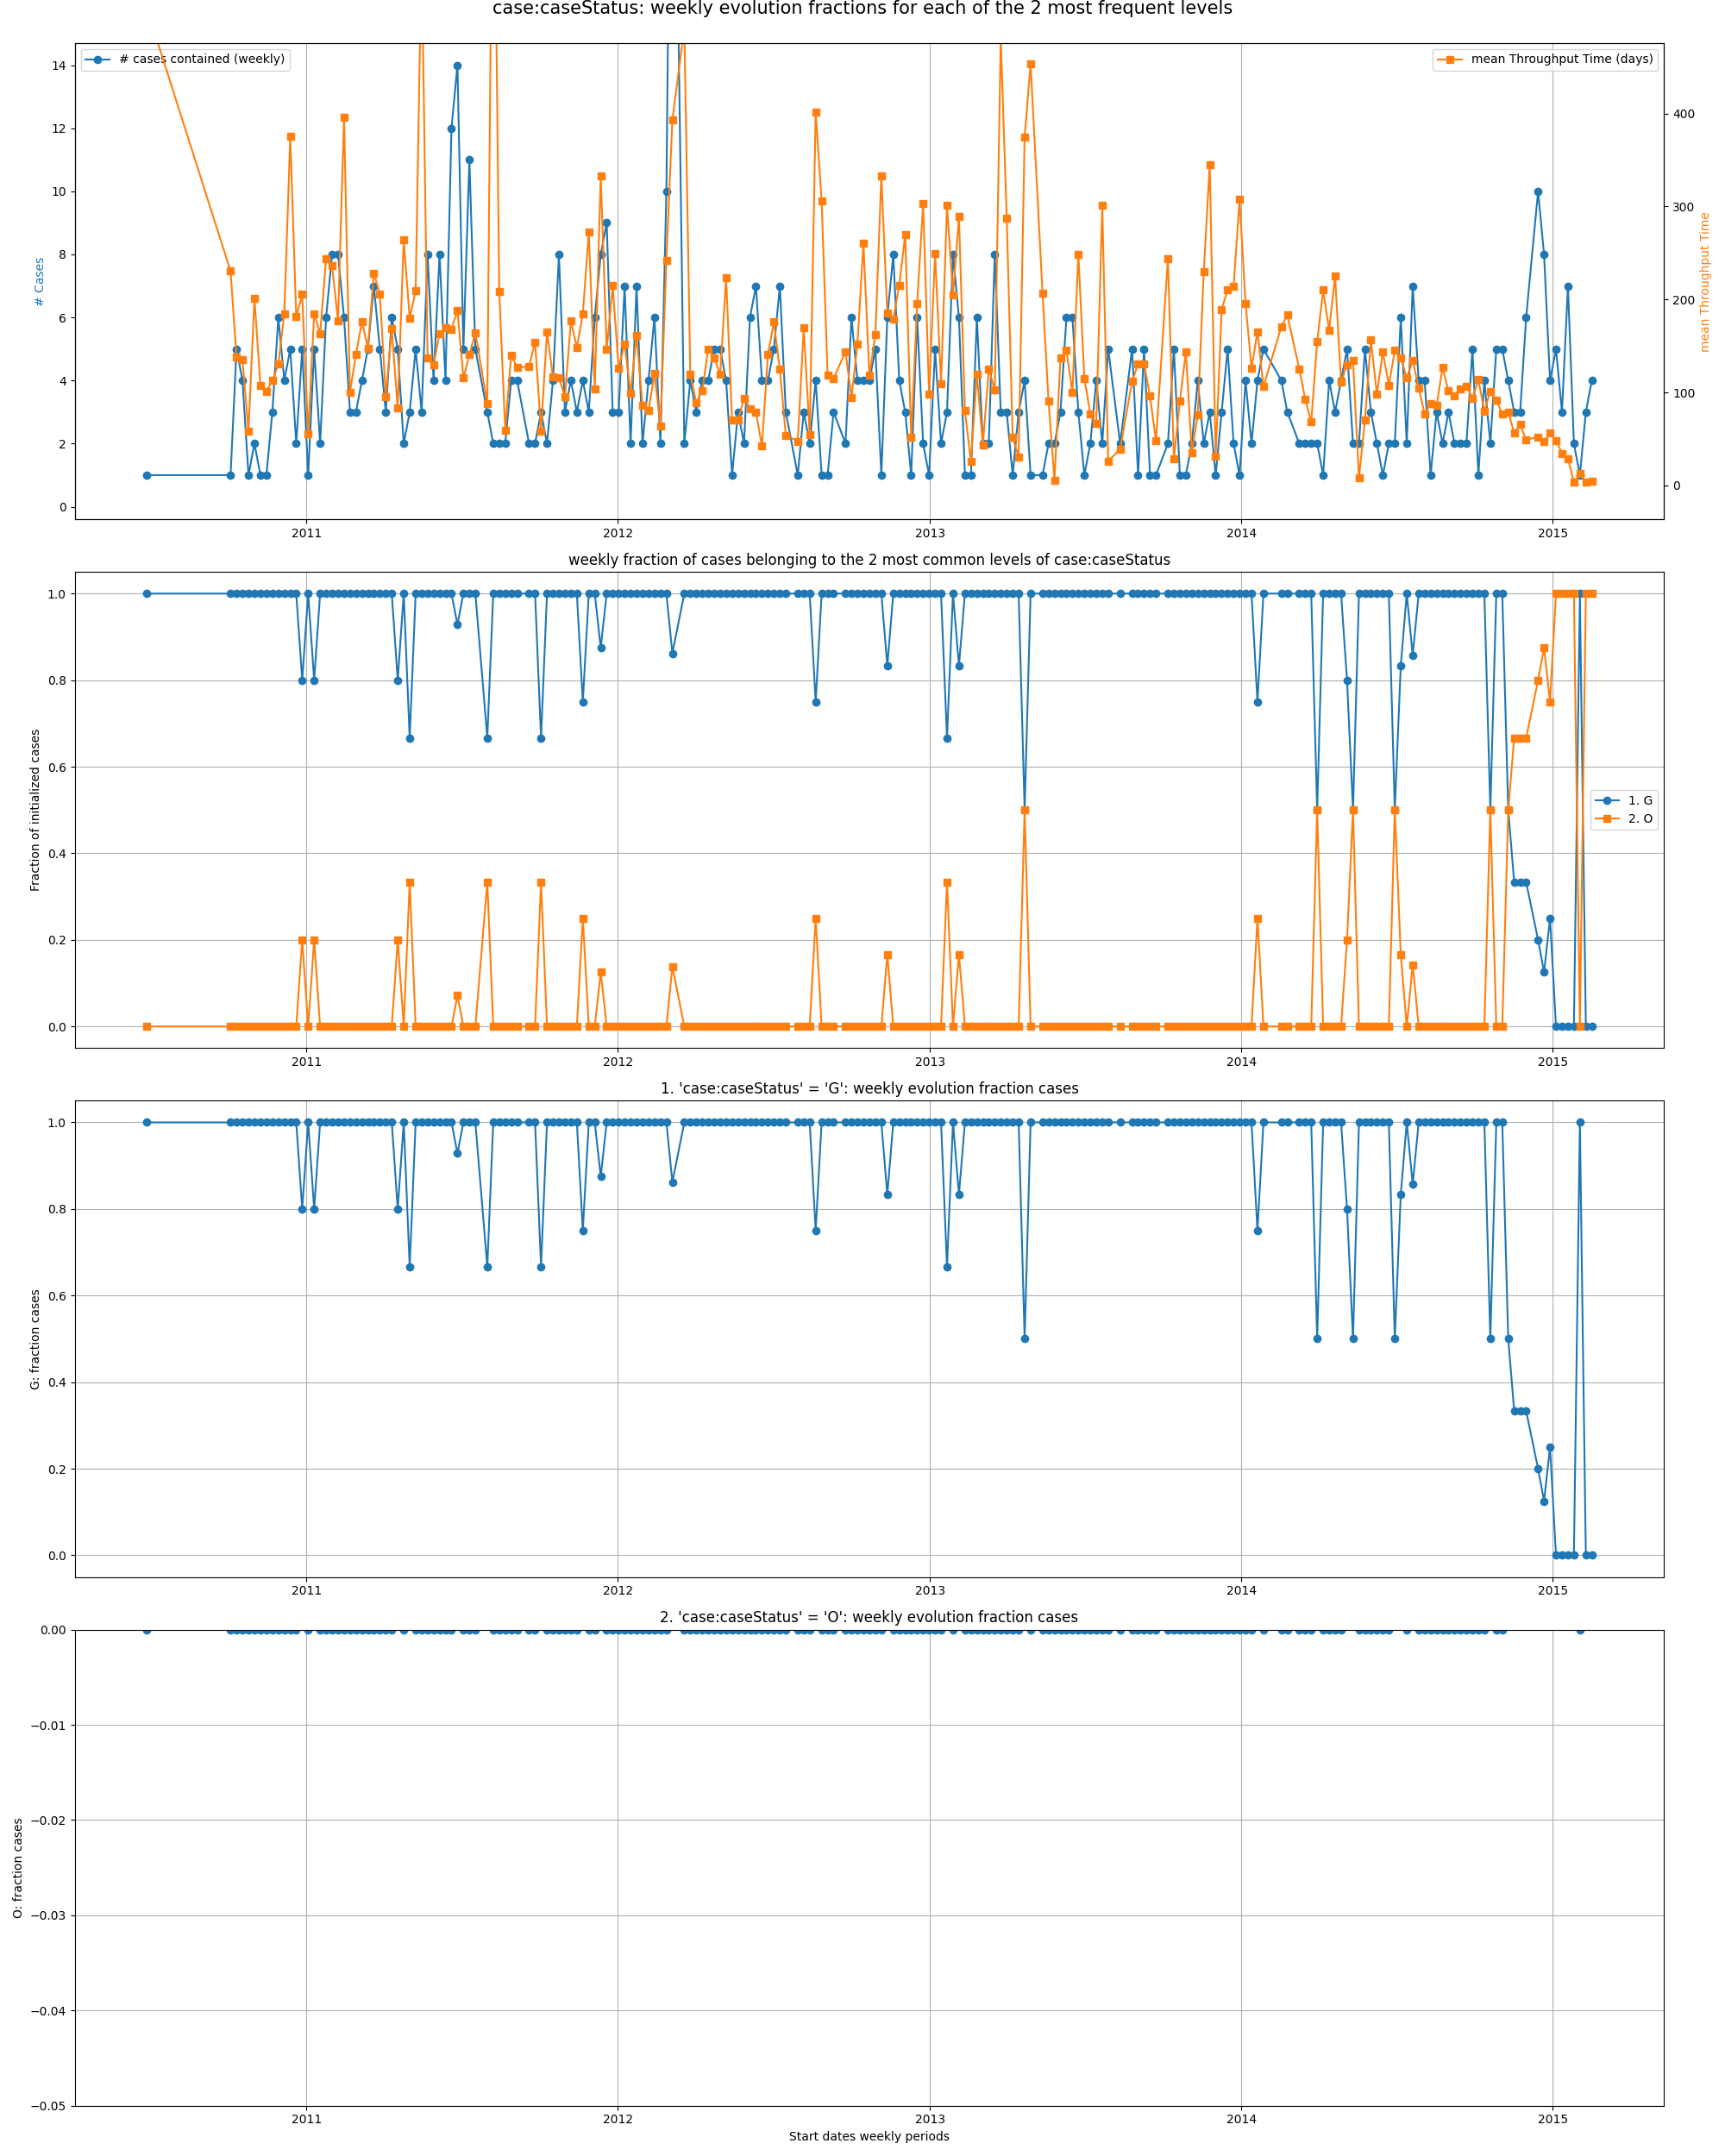 case:caseStatus: weekly evolution fractions for each of the 2 most frequent levels
# cases contained (weekly)
mean Throughput Time (days)
# Cases
mean Throughput Time
14
12
10
8
6
4
2
0
400
300
200
100
0
2011 2012 2013 2014 2015
weekly fraction of cases belonging to the 2 most common levels of case:caseStatus
Fraction of initialized cases
1.0
0.8
0.6
0.4
0.2
0.0
1. G
2. O
2011 2012 2013 2014 2015
1. 'case:caseStatus' = 'G': weekly evolution fraction cases
G: fraction cases
1.0
0.8
0.6
0.4
0.2
0.0
2011 2012 2013 2014 2015
2. 'case:caseStatus' = 'O': weekly evolution fraction cases
O: fraction cases
0.00
−0.01
−0.02
−0.03
−0.04
−0.05
2011 2012 2013 2014 2015
Start dates weekly periods